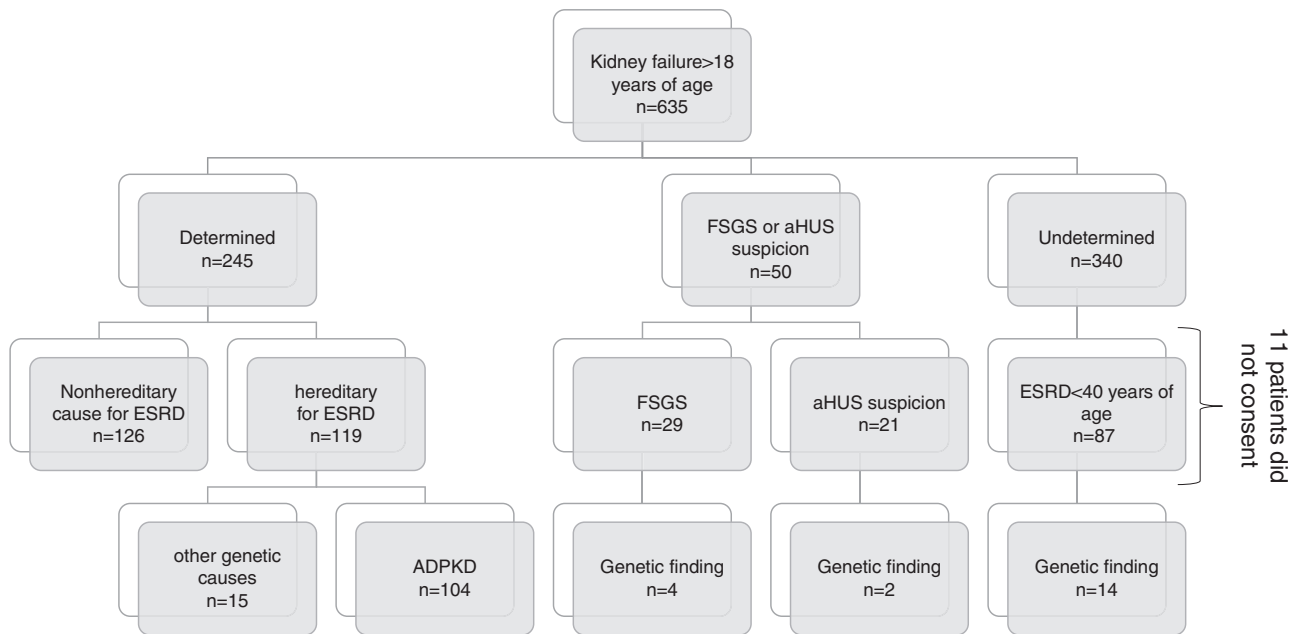 Kidney failure>18
years of age
n=635
Determined
n=245
FSGS or aHUS
suspicion
n=50
Undetermined
n=340
Nonhereditary
cause for ESRD
n=126
hereditary
for ESRD
n=119
FSGS
n=29
aHUS suspicion
n=21
ESRD<40 years of
age
n=87
11 patients did
not consent
other genetic
causes
n=15
ADPKD
n=104
Genetic finding
n=4
Genetic finding
n=2
Genetic finding
n=14